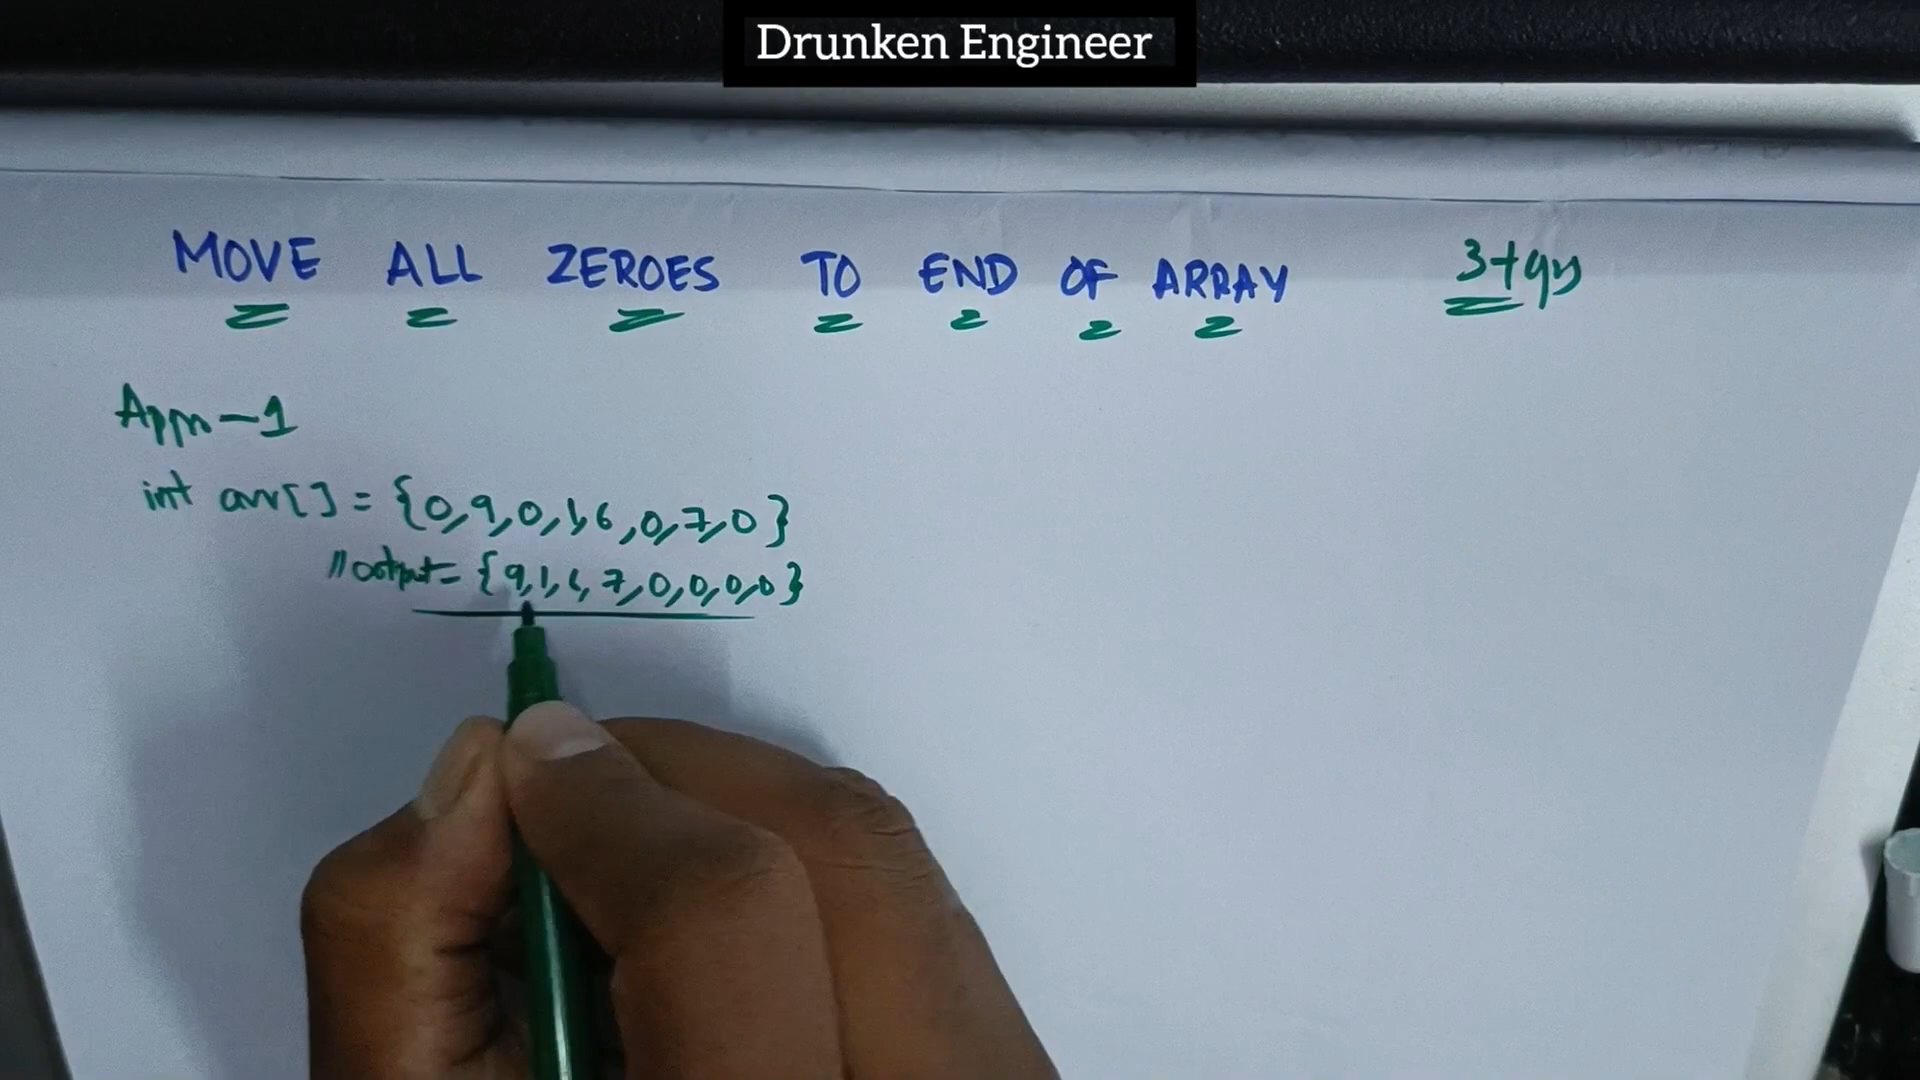 Drunken Engineer
MOVE ALL ZEROES TO END OF ARRAY
Appr-1
int arr[] = {0,9,0,1,6,0,7,0}
//output= {9,1,6,7,0,0,0,0}